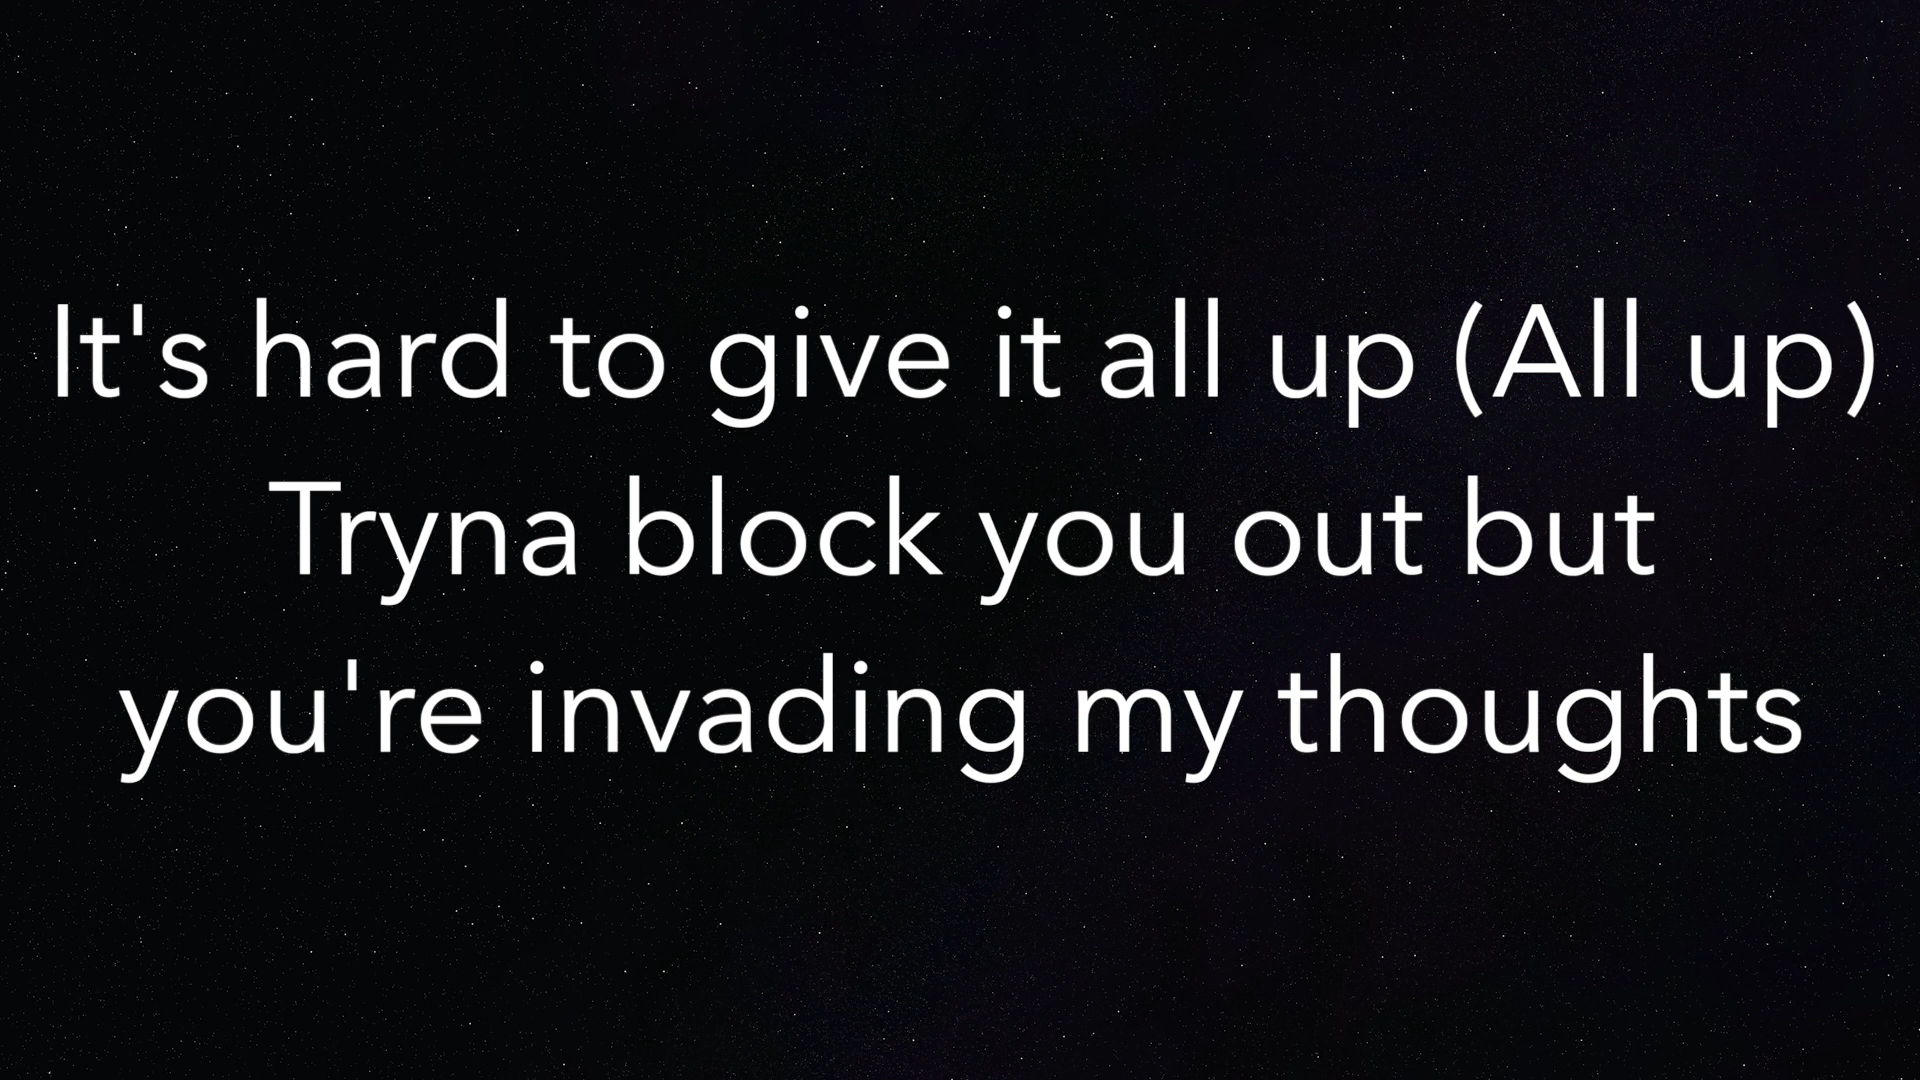 It's hard to give it all up (All up)
Tryna block you out but
you're invading my thoughts